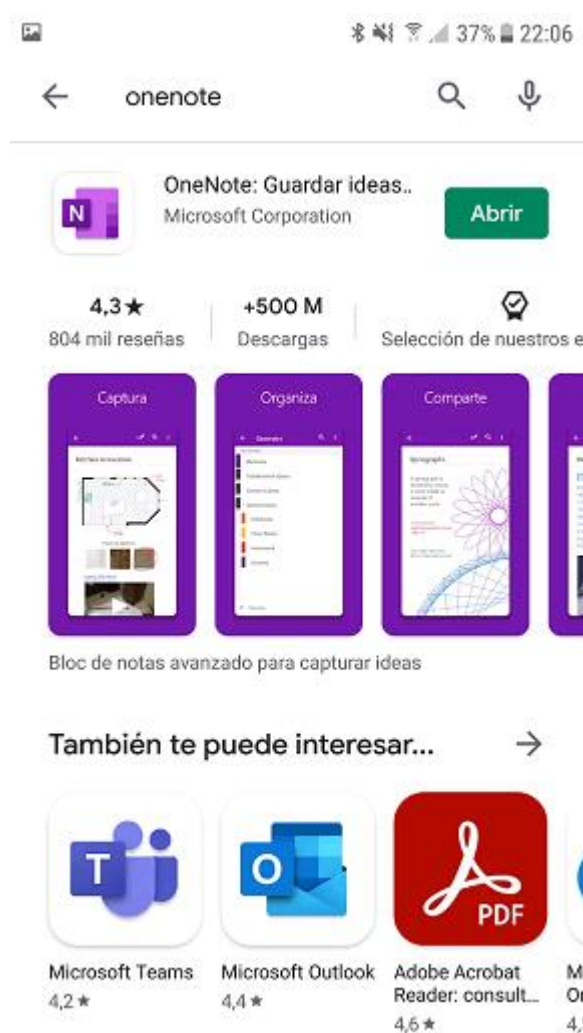 37% 22:06
onenote
OneNote: Guardar ideas..
Microsoft Corporation
Abrir
N
4,3★
+500 M
804 mil reseñas
Descargas
Selección de nuestros e
Captura
Organiza
Comparte
Bloc de notas avanzado para capturar ideas
También te puede interesar...
T
O
PDF
Microsoft Teams
Microsoft Outlook
Adobe Acrobat
Reader: consult...
4,2★
4,4★
4,6★